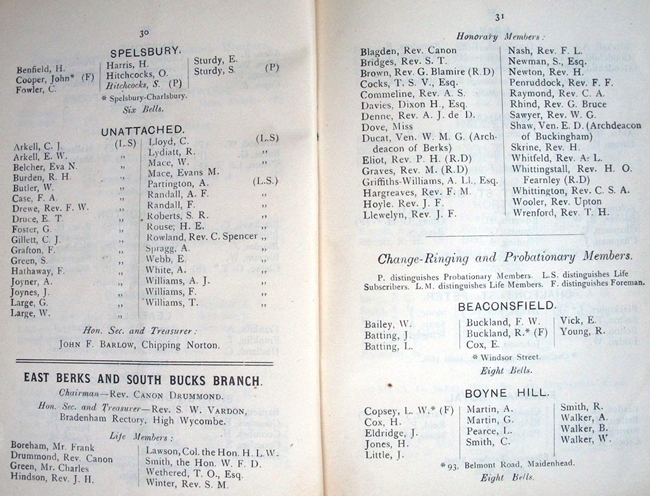 30
SPELSBURY.
Benfield, H.
Cooper, John* (F)
Fowler, C.
Harris, H.
Hitchcocks, O.
Hitchcocks, S. (P)
Sturdy, E.
Sturdy, S. (P)
* Spelsbury-Charlsbury.
Six Bells.
UNATTACHED.
Arkell, C. J. (L.S)
Arkell, E. W. ,,
Belcher, Eva N. ,,
Burden, R. H. ,,
Butler, W. ,,
Case, F. A. ,,
Drewe, Rev. F. W. ,,
Druce, E. T. ,,
Foster, G. ,,
Gillett, C. J. ,,
Grafton, F. ,,
Green, S. ,,
Hathaway, F. ,,
Joyner, A. ,,
Joynes, J. ,,
Large, G. ,,
Large, W. ,,
Lloyd, C. (L.S)
Lydiatt, R. ,,
Mace, W. ,,
Mace, Evans M. ,,
Partington, A. (L.S.)
Randall, A. F. ,,
Randall, F. ,,
Roberts, S. R. ,,
Rouse, H. E. ,,
Rowland, Rev. C. Spencer ,,
Spragg, A. ,,
Webb, E. ,,
White, A. ,,
Williams, A. J. ,,
Williams, F. ,,
Williams, T. ,,
Hon. Sec. and Treasurer:
JOHN F. BARLOW, Chipping Norton.
EAST BERKS AND SOUTH BUCKS BRANCH.
Chairman—REV. CANON DRUMMOND.
Hon. Sec. and Treasurer—REV. S. W. VARDON,
Bradenham Rectory, High Wycombe.
Life Members:
Boreham, Mr. Frank
Drummond, Rev. Canon
Green, Mr. Charles
Hindson, Rev. J. H.
Lawson, Col. the Hon. H. L. W.
Smith, the Hon. W. F. D.
Wethered, T. O., Esq.
Winter, Rev. S. M.
31
Honorary Members:
Blagden, Rev. Canon
Bridges, Rev. S. T.
Brown, Rev. G. Blamire (R.D)
Cocks, T. S. V., Esq.
Commeline, Rev. A. S.
Davies, Dixon H., Esq.
Denne, Rev. A. J. de D.
Dove, Miss
Ducat, Ven. W. M. G. (Arch-
deacon of Berks)
Eliot, Rev. P. H. (R.D)
Graves, Rev. M. (R.D)
Griffiths-Williams, A. Ll., Esq.
Hargreaves, Rev. F. M.
Hoyle, Rev. J. F.
Llewelyn, Rev. J. F.
Nash, Rev. F. L.
Newman, S., Esq.
Newton, Rev. H.
Penruddock, Rev. F. F.
Raymond, Rev. C. A.
Rhind, Rev. G. Bruce
Sawyer, Rev. W. G.
Shaw, Ven. E. D. (Archdeacon
of Buckingham)
Skrine, Rev. H.
Whitfeld, Rev. A. L.
Whittingstall, Rev. H. O.
Fearnley (R.D)
Whittington, Rev. C. S. A.
Wooler, Rev. Upton
Wrenford, Rev. T. H.
Change-Ringing and Probationary Members.
P. distinguishes Probationary Members. L.S. distinguishes Life
Subscribers. L.M. distinguishes Life Members. F. distinguishes Foreman.
BEACONSFIELD.
Bailey, W.
Batting, J.
Batting, L.
Buckland, F. W.
Buckland, R.* (F)
Cox, E.
Vick, E.
Young, R.
* Windsor Street.
Eight Bells.
BOYNE HILL.
Copsey, L. W.* (F)
Cox, H.
Eldridge, J.
Jones, H.
Little, J.
Martin, A.
Martin, G.
Pearce, L.
Smith, C.
Smith, R.
Walker, A.
Walker, B.
Walker, W.
* 93, Belmont Road, Maidenhead.
Eight Bells.